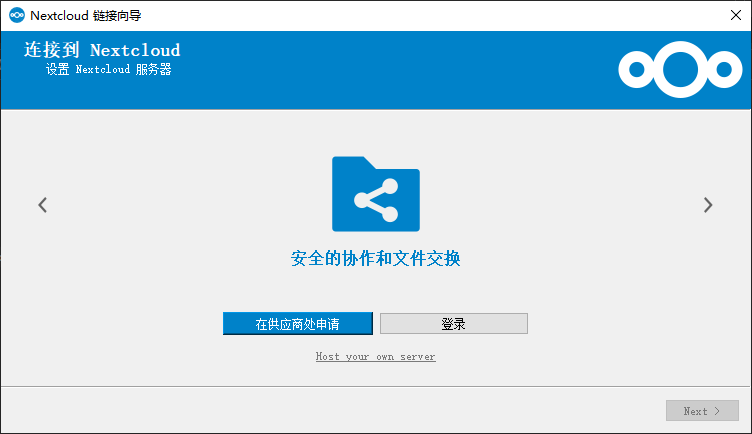 Nextcloud 链接向导
连接到 Nextcloud
设置 Nextcloud 服务器
安全的协作和文件交换
在供应商处申请
登录
Host your own server
Next >